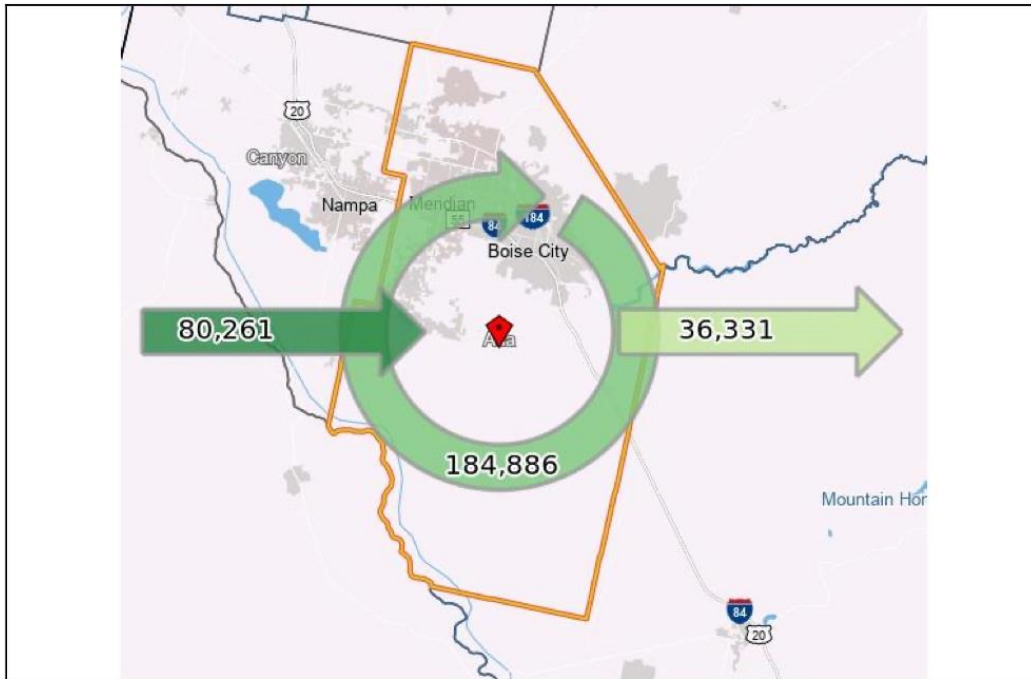 20
Canyon
Nampa
Meridian
55
84
184
Boise City
80,261
Ada
36,331
184,886
Mountain Hor
84
20